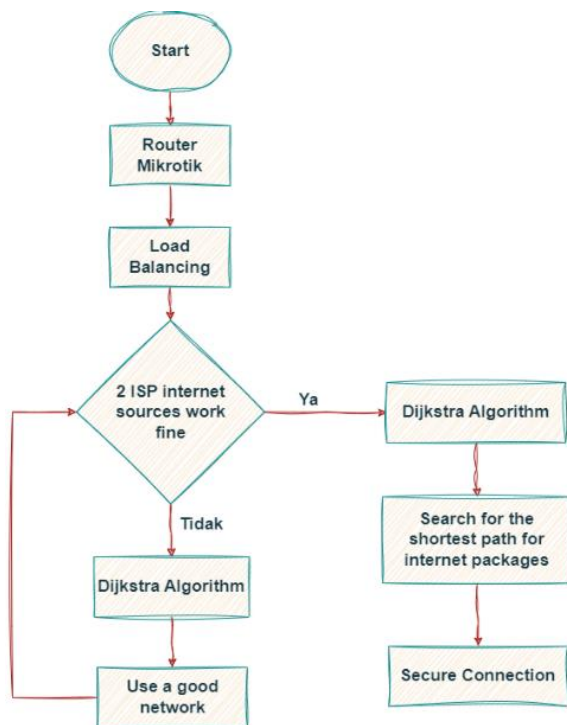 Start
Router
Mikrotik
Load
Balancing
2 ISP internet
sources work
fine
Ya
Dijkstra Algorithm
Search for the
shortest path for
internet packages
Secure Connection
Tidak
Dijkstra Algorithm
Use a good
network